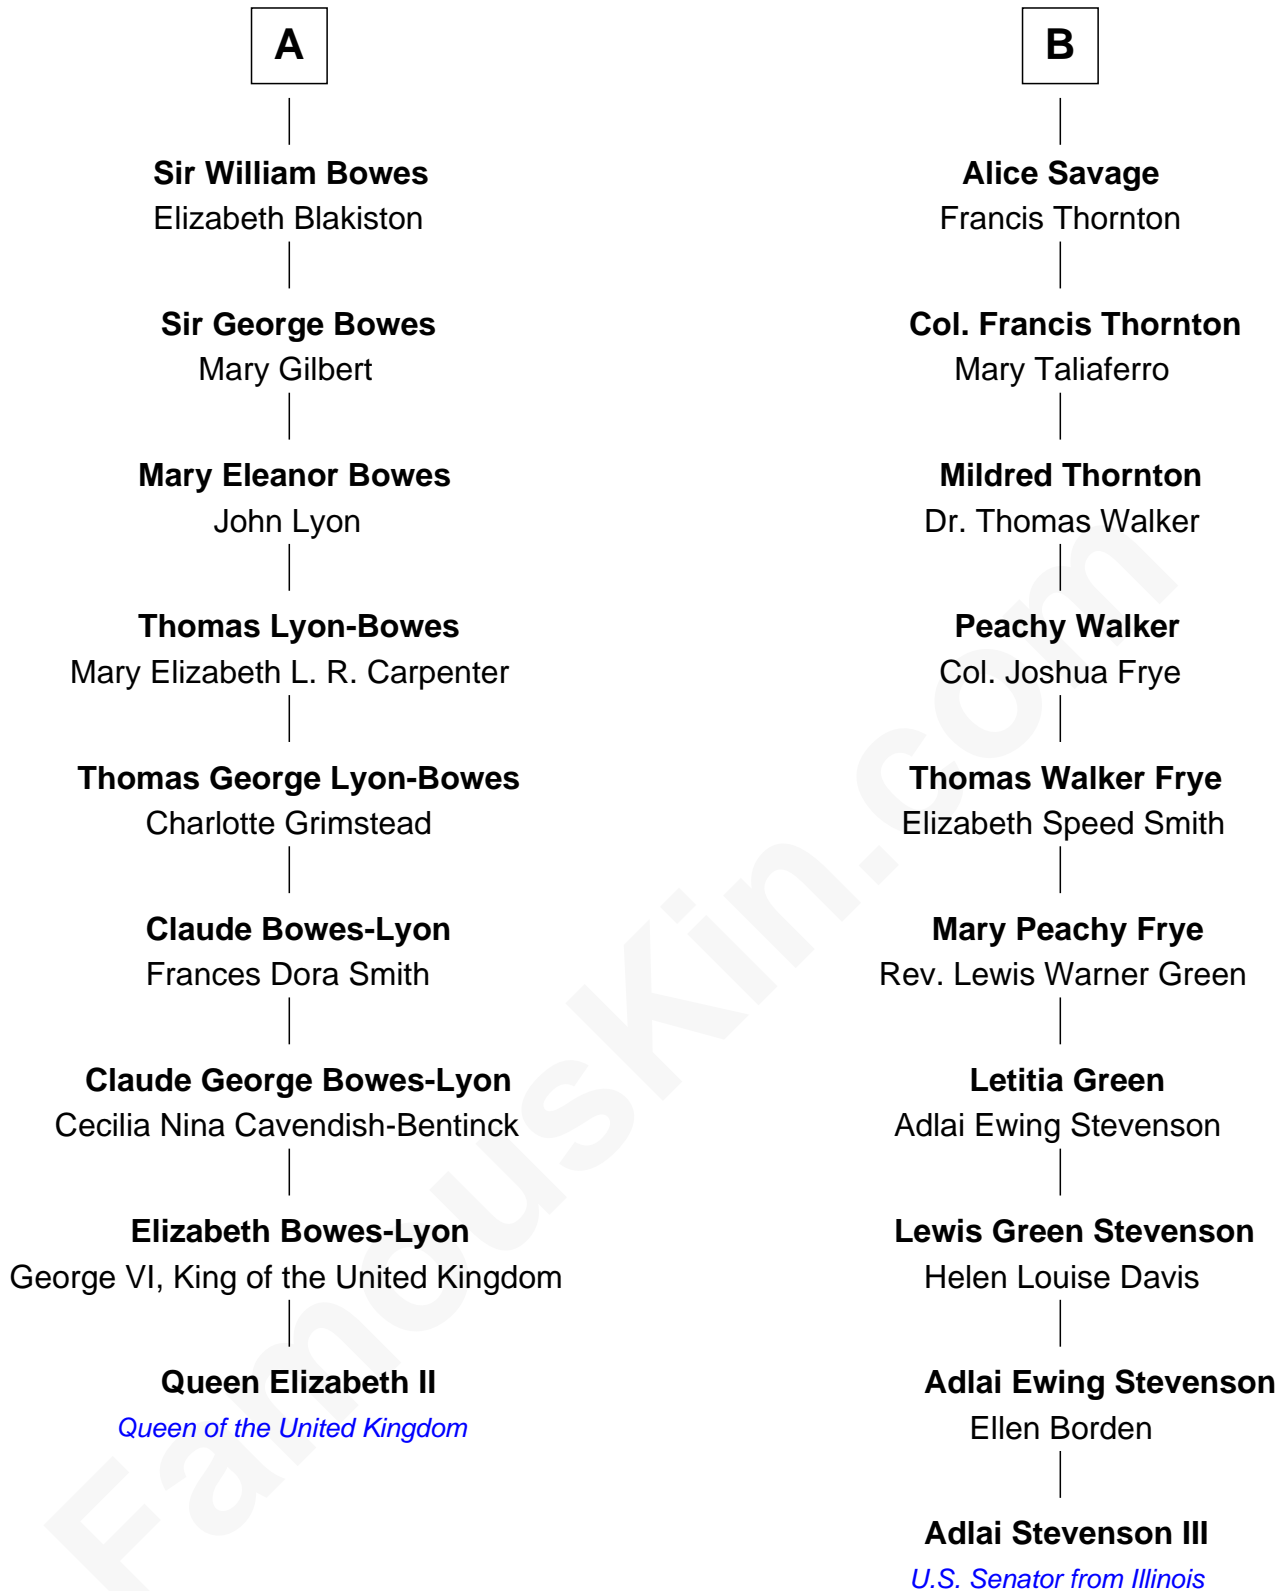 A
Sir William Bowes
Elizabeth Blakiston
Sir George Bowes
Mary Gilbert
Mary Eleanor Bowes
John Lyon
Thomas Lyon-Bowes
Mary Elizabeth L. R. Carpenter
Thomas George Lyon-Bowes
Charlotte Grimstead
Claude Bowes-Lyon
Frances Dora Smith
Claude George Bowes-Lyon
Cecilia Nina Cavendish-Bentinck
Elizabeth Bowes-Lyon
George VI, King of the United Kingdom
Queen Elizabeth II
Queen of the United Kingdom
B
Alice Savage
Francis Thornton
Col. Francis Thornton
Mary Taliaferro
Mildred Thornton
Dr. Thomas Walker
Peachy Walker
Col. Joshua Frye
Thomas Walker Frye
Elizabeth Speed Smith
Mary Peachy Frye
Rev. Lewis Warner Green
Letitia Green
Adlai Ewing Stevenson
Lewis Green Stevenson
Helen Louise Davis
Adlai Ewing Stevenson
Ellen Borden
Adlai Stevenson III
U.S. Senator from Illinois
FamousKin.com